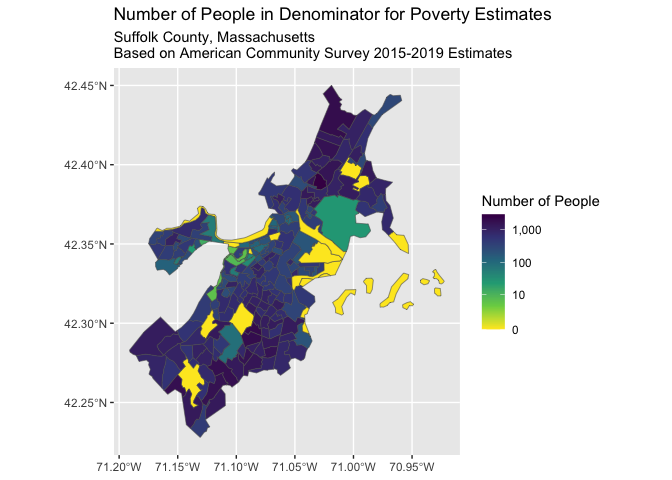 Number of People in Denominator for Poverty Estimates
Suffolk County, Massachusetts
Based on American Community Survey 2015-2019 Estimates
42.45°N
42.40°N
42.35°N
42.30°N
42.25°N
71.20°W 71.15°W 71.10°W 71.05°W 71.00°W 70.95°W
Number of People
1,000
100
10
0